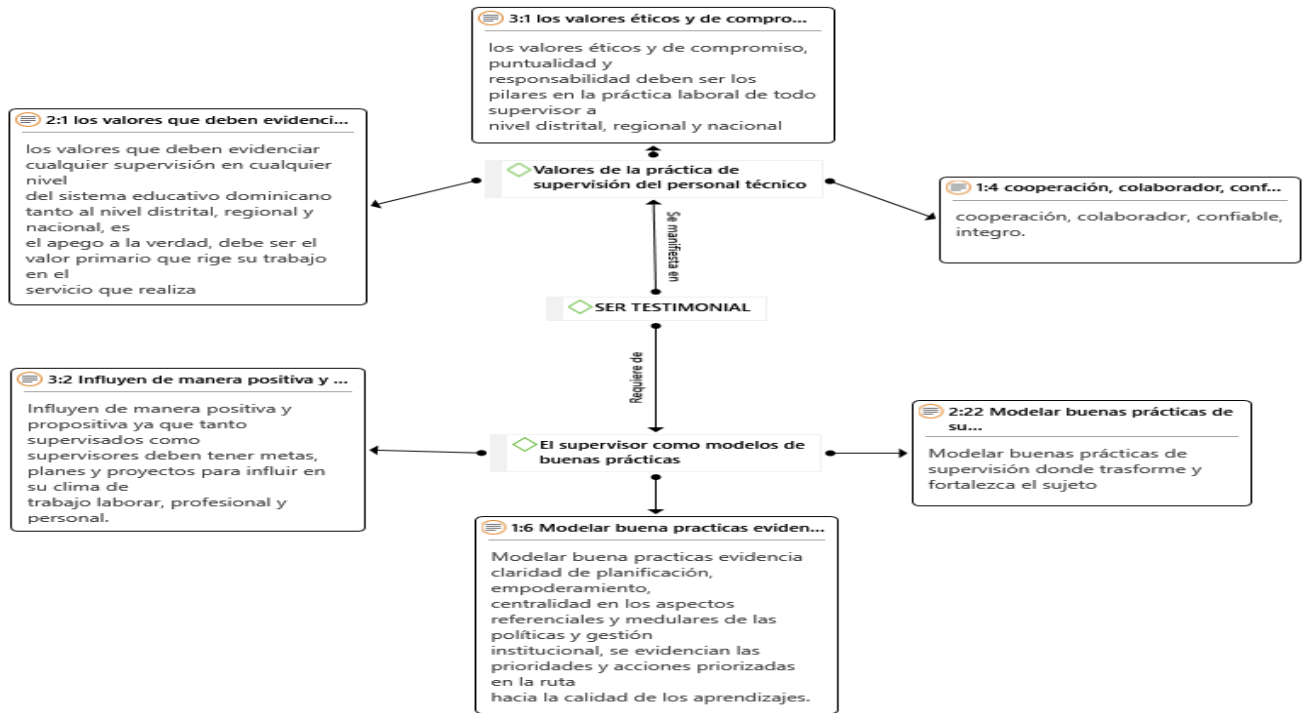 3:1 los valores éticos y de compro...
los valores éticos y de compromiso,
puntualidad y
responsabilidad deben ser los
pilares en la práctica laboral de todo
supervisor a
nivel distrital, regional y nacional
2:1 los valores que deben evidenci...
los valores que deben evidenciar
cualquier supervisión en cualquier
nivel
del sistema educativo dominicano
tanto al nivel distrital, regional y
nacional, es
el apego a la verdad, debe ser el
valor primario que rige su trabajo
en el
servicio que realiza
Valores de la práctica de
supervisión del personal técnico
1:4 cooperación, colaborador, conf...
cooperación, colaborador, confiable,
integro.
Se manifiesta en
SER TESTIMONIAL
Requiere de
3:2 Influyen de manera positiva y ...
Influyen de manera positiva y
propositiva ya que tanto
supervisados como
supervisores deben tener metas,
planes y proyectos para influir en
su clima de
trabajo laborar, profesional y
personal.
El supervisor como modelos de
buenas prácticas
2:22 Modelar buenas prácticas de
su...
Modelar buenas prácticas de
supervisión donde trasforme y
fortalezca el sujeto
1:6 Modelar buena practicas eviden...
Modelar buena practicas evidencia
claridad de planificación,
empoderamiento,
centralidad en los aspectos
referenciales y medulares de las
políticas y gestión
institucional, se evidencian las
prioridades y acciones priorizadas
en la ruta
hacia la calidad de los aprendizajes.